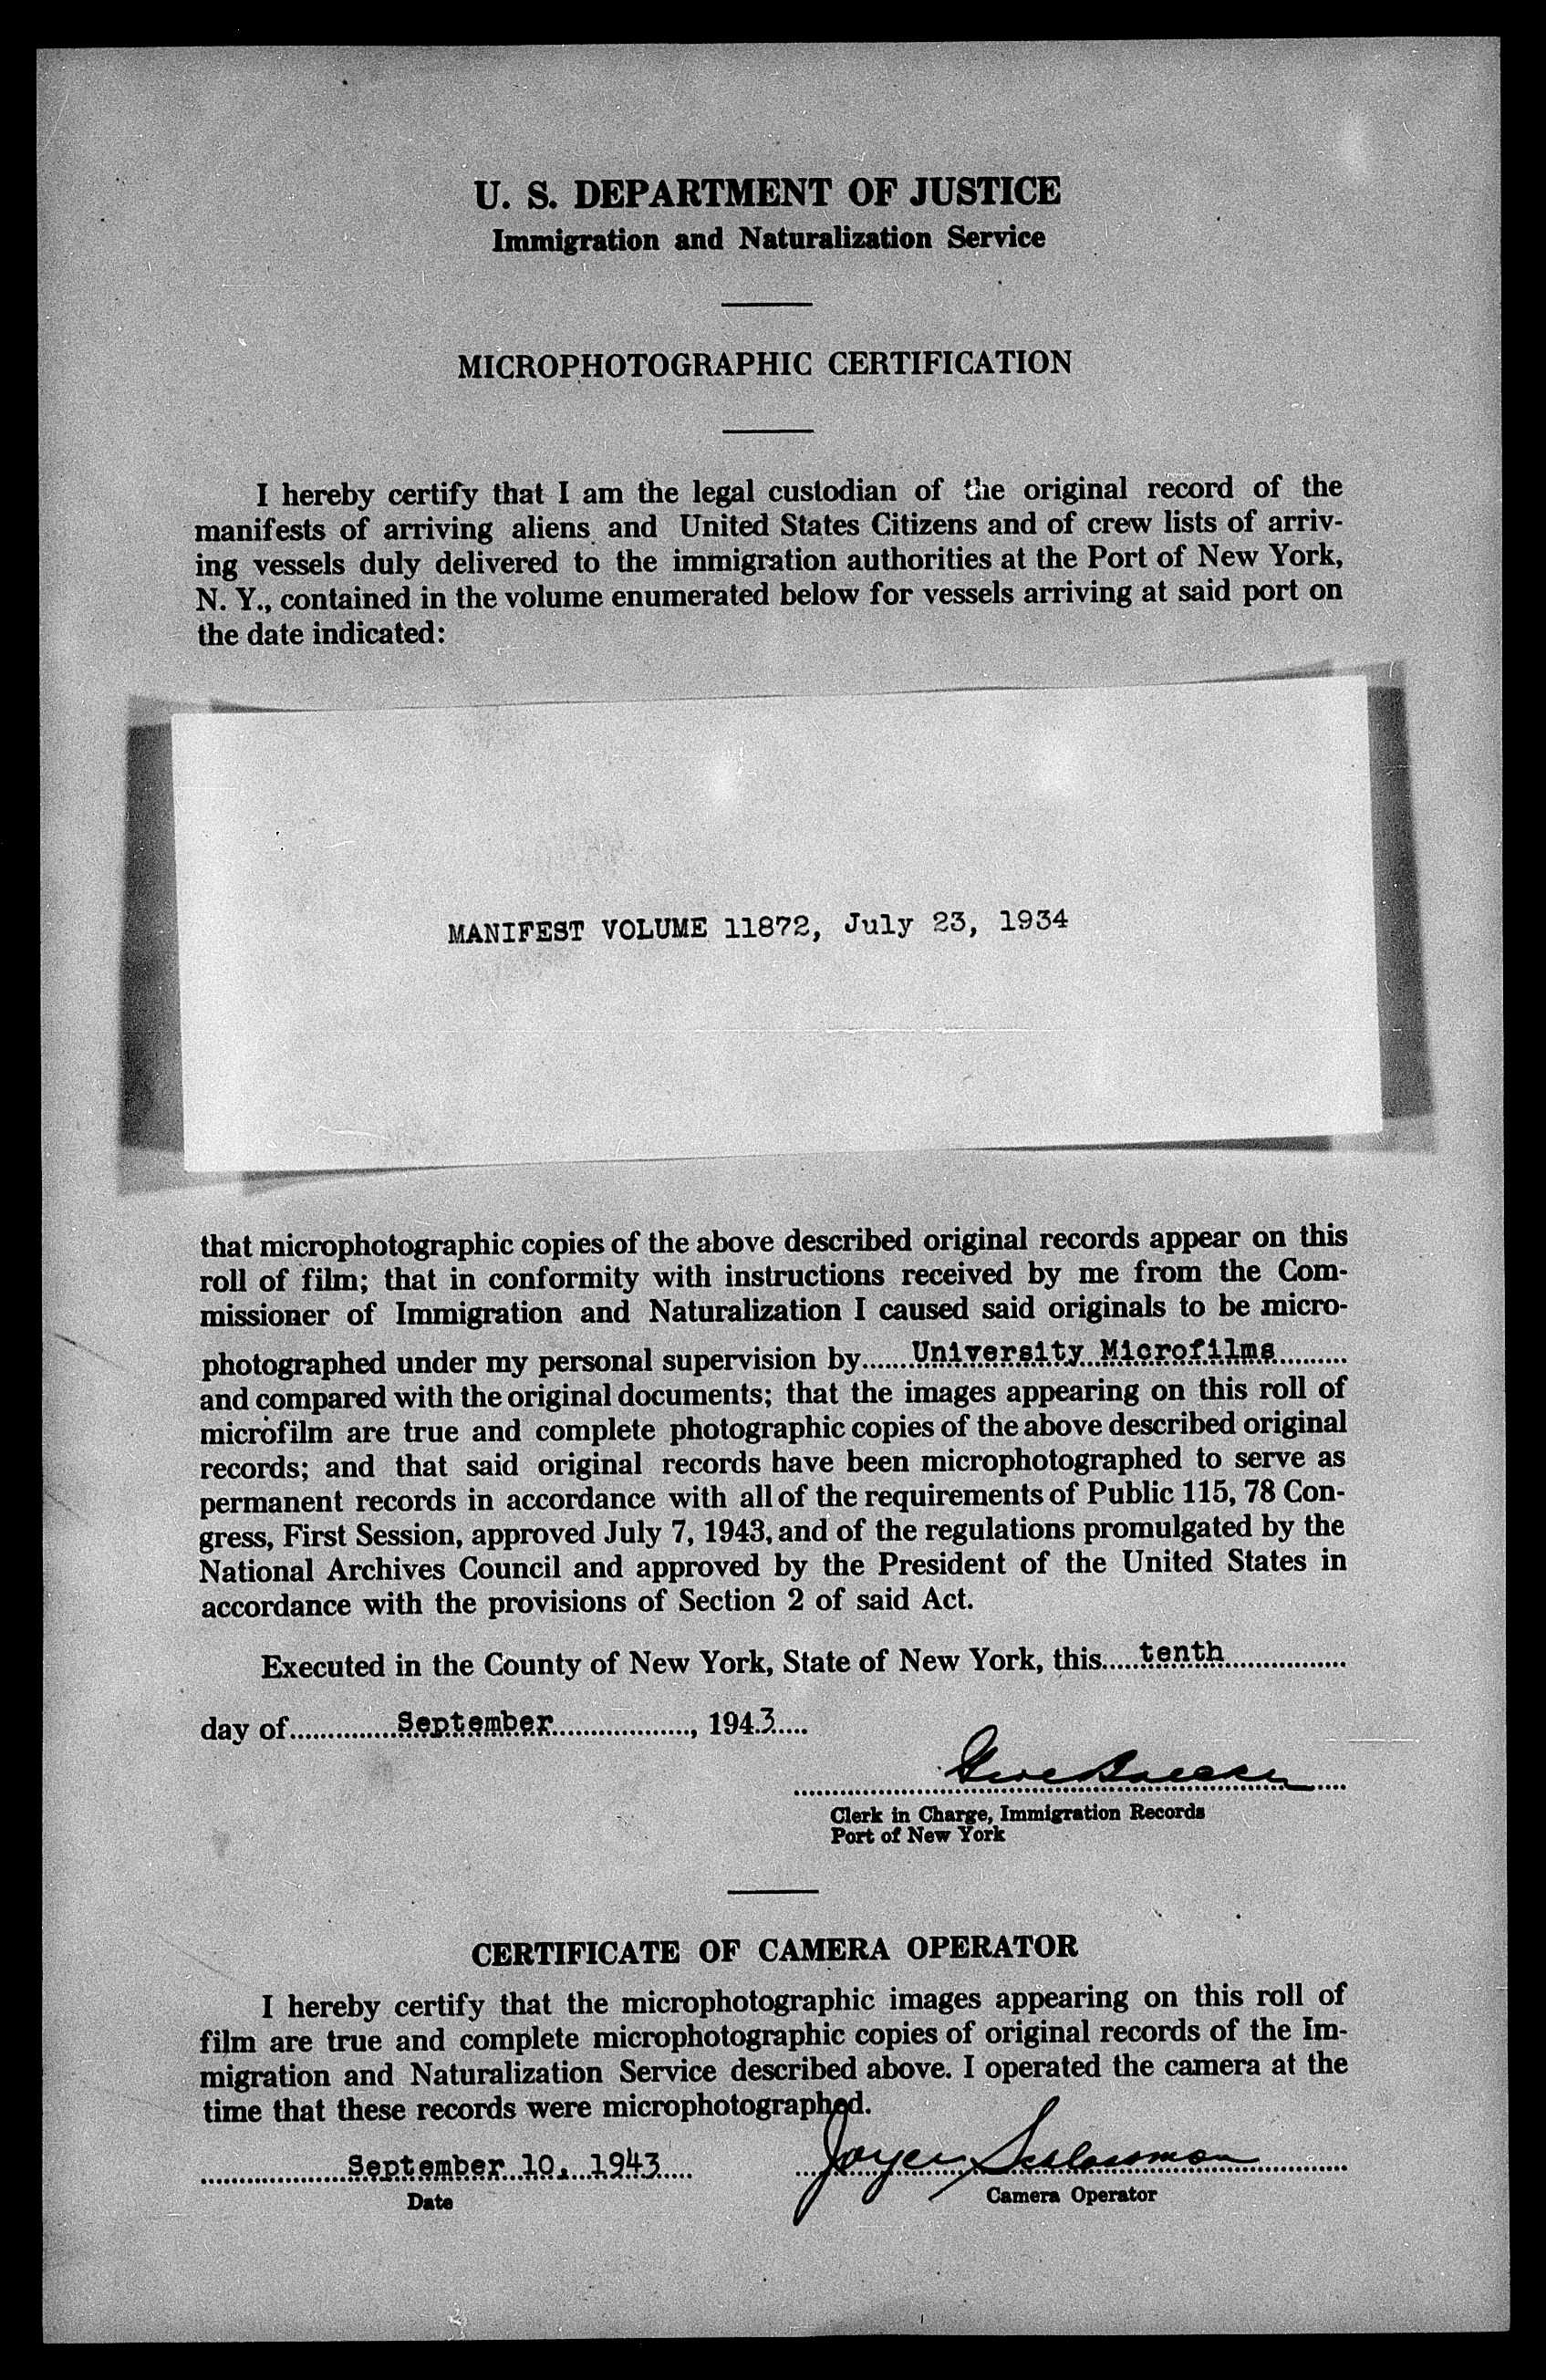 U. S. DEPARTMENT OF JUSTICE
Immigration and Naturalization Service
MICROPHOTOGRAPHIC CERTIFICATION
I hereby certify that I am the legal custodian of the original record of the
manifests of arriving aliens and United States Citizens and of crew lists of arriv-
ing vessels duly delivered to the immigration authorities at the Port of New York,
N. Y., contained in the volume enumerated below for vessels arriving at said port on
the date indicated:
MANIFEST VOLUME 11872, July 23, 1934
that microphotographic copies of the above described original records appear on this
roll of film; that in conformity with instructions received by me from the Com-
missioner of Immigration and Naturalization I caused said originals to be micro-
photographed under my personal supervision by University Microfilms
and compared with the original documents; that the images appearing on this roll of
microfilm are true and complete photographic copies of the above described original
records; and that said original records have been microphotographed to serve as
permanent records in accordance with all of the requirements of Public 115, 78 Con-
gress, First Session, approved July 7, 1943, and of the regulations promulgated by the
National Archives Council and approved by the President of the United States in
accordance with the provisions of Section 2 of said Act.
Executed in the County of New York, State of New York, this tenth
day of September, 1943
Clerk in Charge, Immigration Records
Port of New York
CERTIFICATE OF CAMERA OPERATOR
I hereby certify that the microphotographic images appearing on this roll of
film are true and complete microphotographic copies of original records of the Im-
migration and Naturalization Service described above. I operated the camera at the
time that these records were microphotographed.
September 10, 1943 Joyce Schlossman
Date Camera Operator